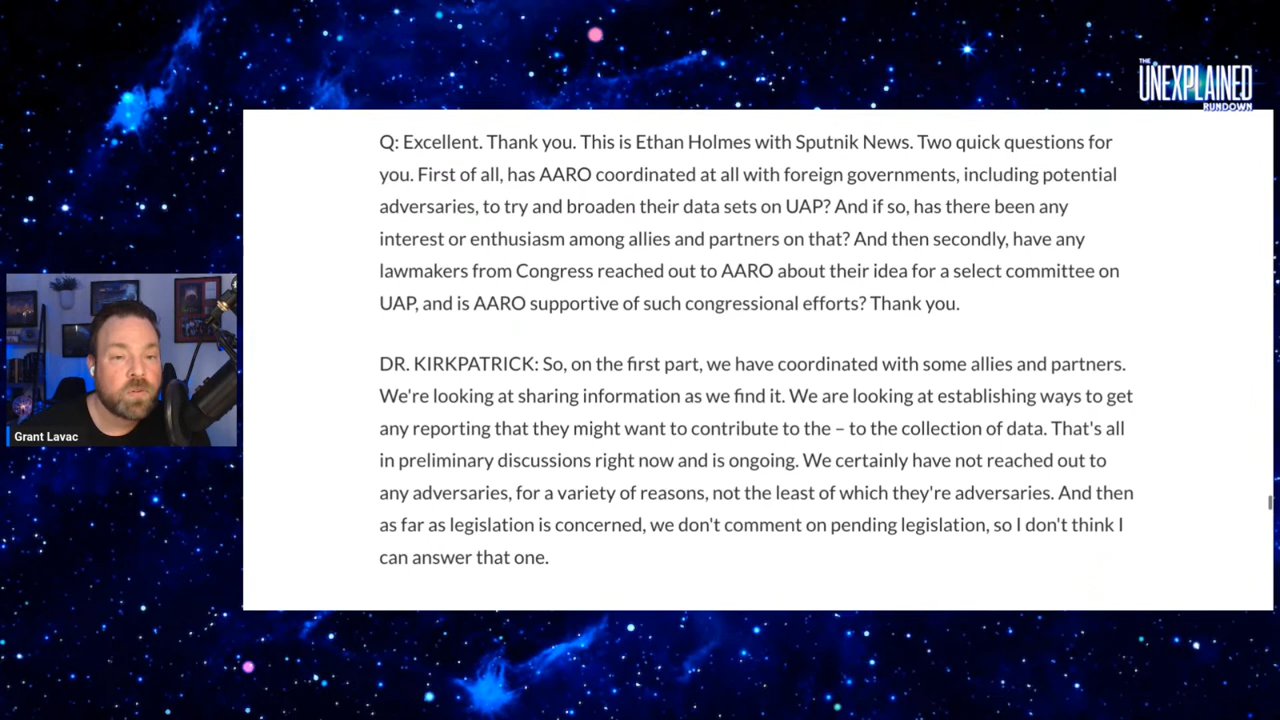 THE
UNEXPLAINED
RUNDOWN
Q: Excellent. Thank you. This is Ethan Holmes with Sputnik News. Two quick questions for
you. First of all, has AARO coordinated at all with foreign governments, including potential
adversaries, to try and broaden their data sets on UAP? And if so, has there been any
interest or enthusiasm among allies and partners on that? And then secondly, have any
lawmakers from Congress reached out to AARO about their idea for a select committee on
UAP, and is AARO supportive of such congressional efforts? Thank you.
DR. KIRKPATRICK: So, on the first part, we have coordinated with some allies and partners.
We're looking at sharing information as we find it. We are looking at establishing ways to get
any reporting that they might want to contribute to the – to the collection of data. That's all
in preliminary discussions right now and is ongoing. We certainly have not reached out to
any adversaries, for a variety of reasons, not the least of which they're adversaries. And then
as far as legislation is concerned, we don't comment on pending legislation, so I don't think I
can answer that one.
Grant Lavac